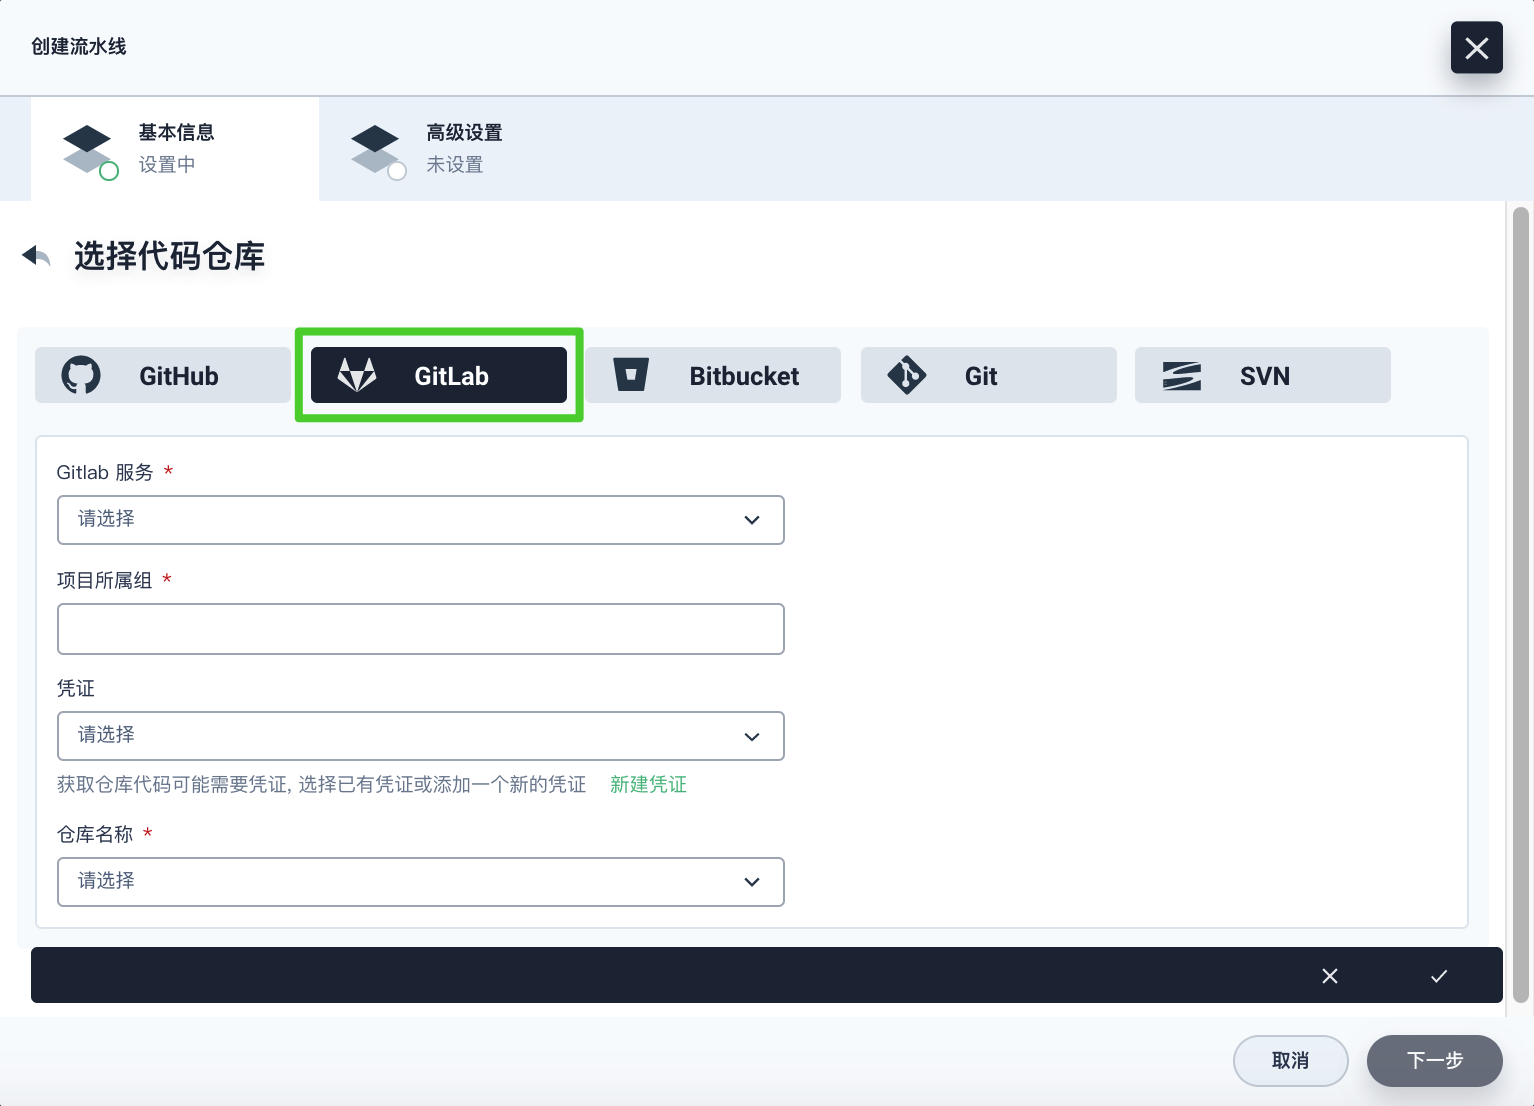 创建流水线
基本信息
设置中
高级设置
未设置
选择代码仓库
GitHub
GitLab
Bitbucket
Git
SVN
Gitlab 服务 *
请选择
项目所属组 *
凭证
请选择
获取仓库代码可能需要凭证, 选择已有凭证或添加一个新的凭证 新建凭证
仓库名称 *
请选择
取消
下一步